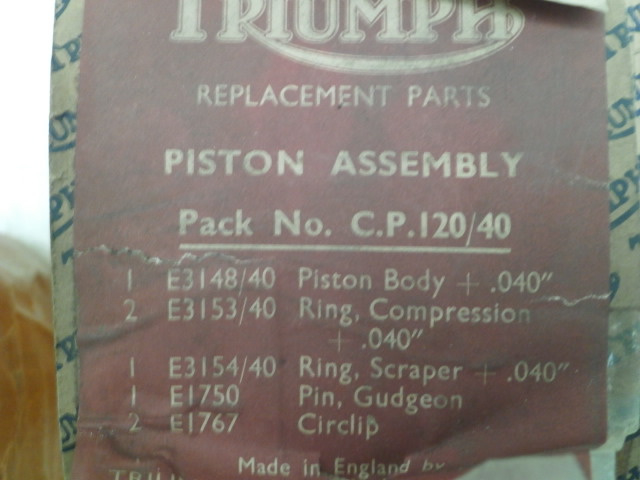 TRIUMPH
REPLACEMENT PARTS
PISTON ASSEMBLY
Pack No. C.P.120/40
1 E3148/40 Piston Body + .040"
2 E3153/40 Ring, Compression
+ .040"
1 E3154/40 Ring, Scraper + .040"
1 E1750 Pin, Gudgeon
2 E1767 Circlip
Made in England by